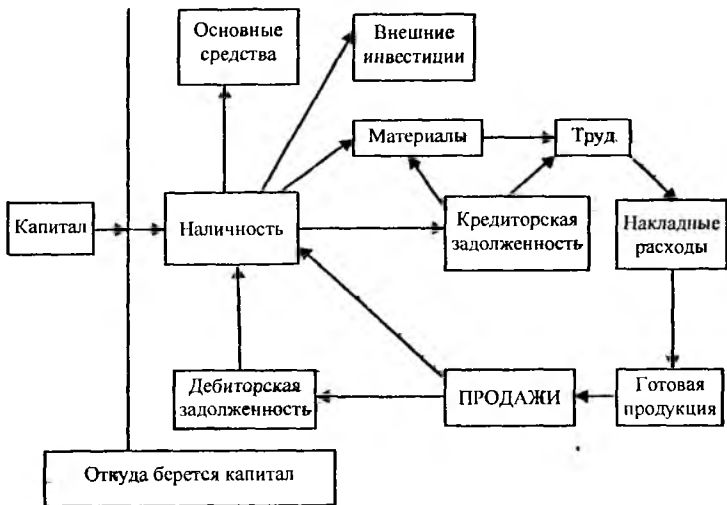 Основные
средства
Внешние
инвестиции
Материалы
Труд.
Капитал
Наличность
Кредиторская
задолженность
Накладные
расходы
Дебиторская
задолженность
ПРОДАЖИ
Готовая
продукция
Откуда берется капитал